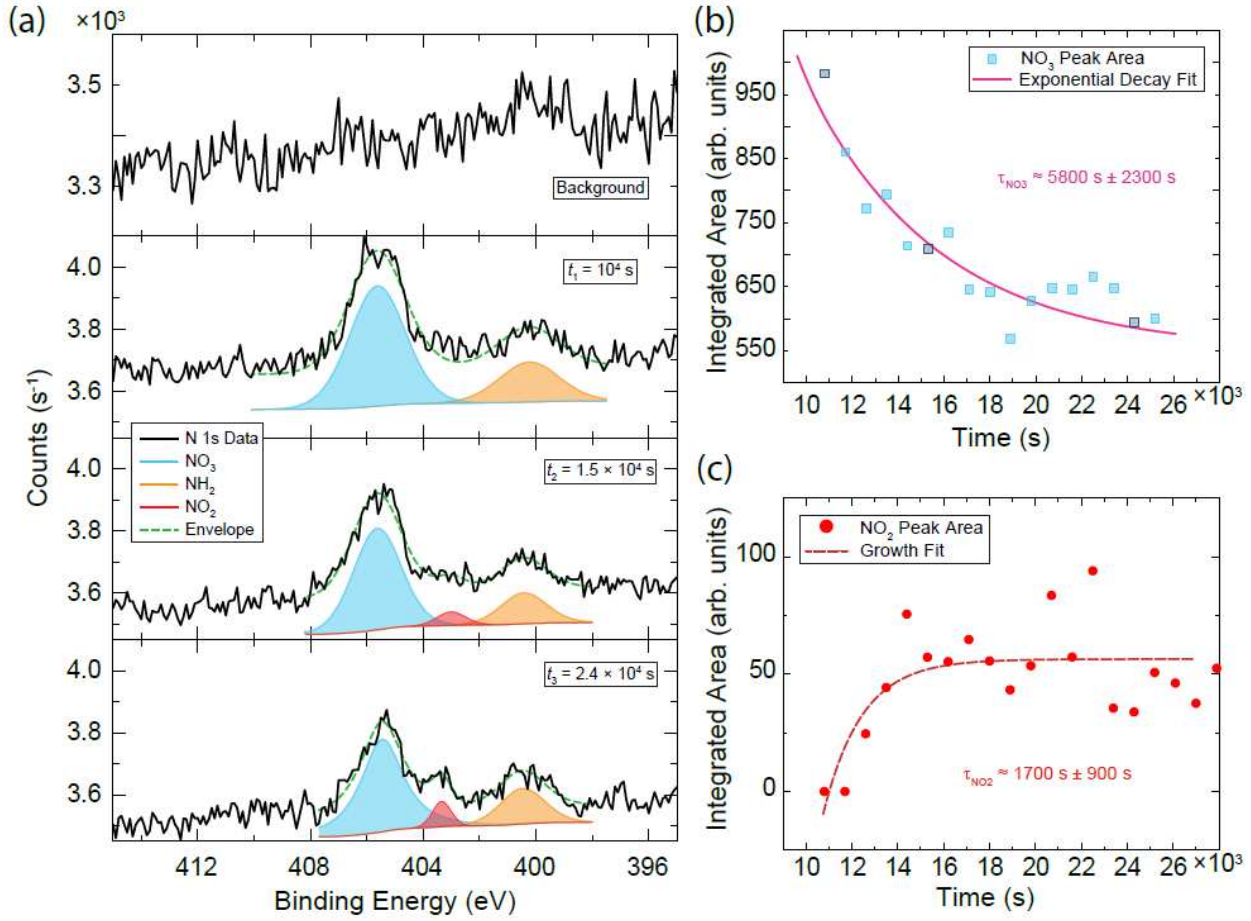 (a)
×10³
3.5
3.3
Background
4.0
3.8
3.6
t₁ = 10⁴ s
N 1s Data
NO₃
NH₂
NO₂
Envelope
4.0
3.8
3.6
t₂ = 1.5 × 10⁴ s
4.0
3.8
3.6
t₃ = 2.4 × 10⁴ s
Counts (s⁻¹)
412 408 404 400 396
Binding Energy (eV)
(b)
NO₃ Peak Area
Exponential Decay Fit
τNO3 ≈ 5800 s ± 2300 s
950
850
750
650
550
Integrated Area (arb. units)
10 12 14 16 18 20 22 24 26 ×10³
Time (s)
(c)
NO₂ Peak Area
Growth Fit
τNO2 ≈ 1700 s ± 900 s
100
50
0
Integrated Area (arb. units)
10 12 14 16 18 20 22 24 26 ×10³
Time (s)